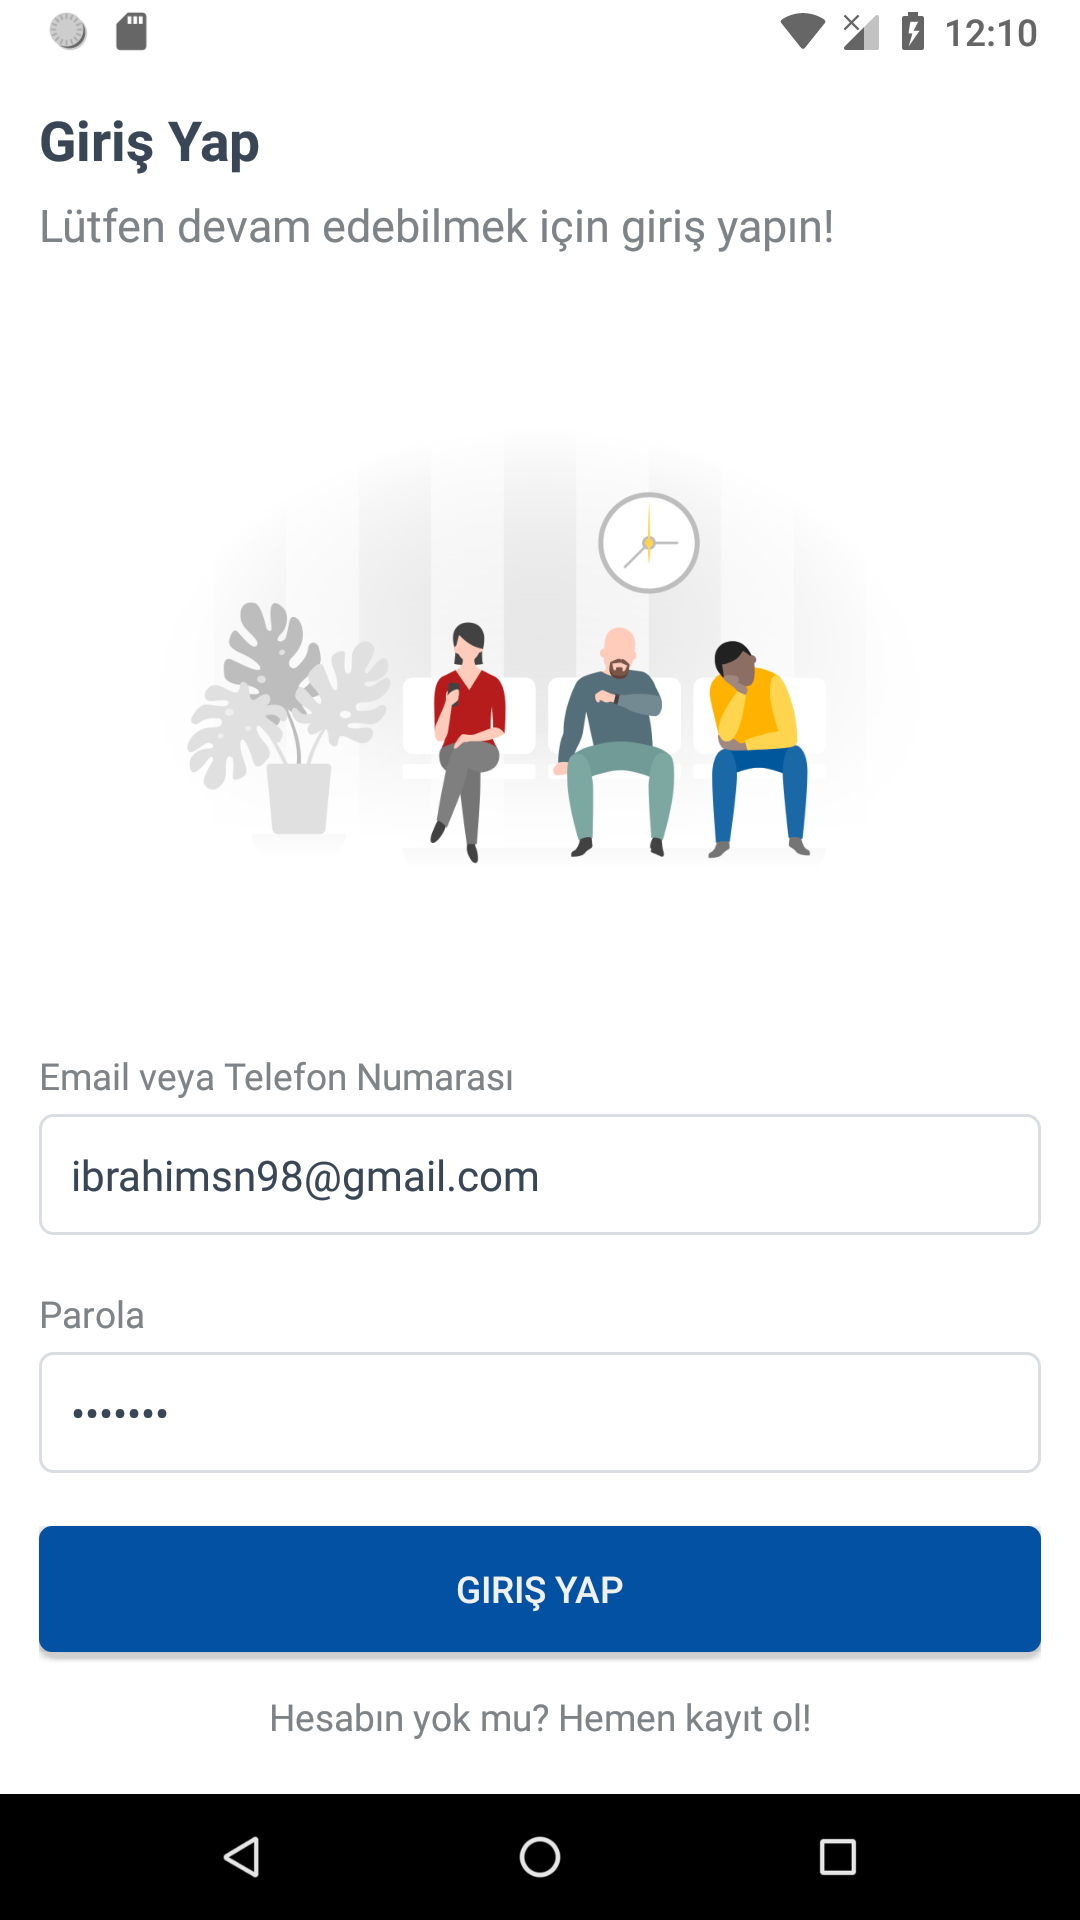 12:10
Giriş Yap
Lütfen devam edebilmek için giriş yapın!
Email veya Telefon Numarası
ibrahimsn98@gmail.com
Parola
•••••••
GIRIŞ YAP
Hesabın yok mu? Hemen kayıt ol!